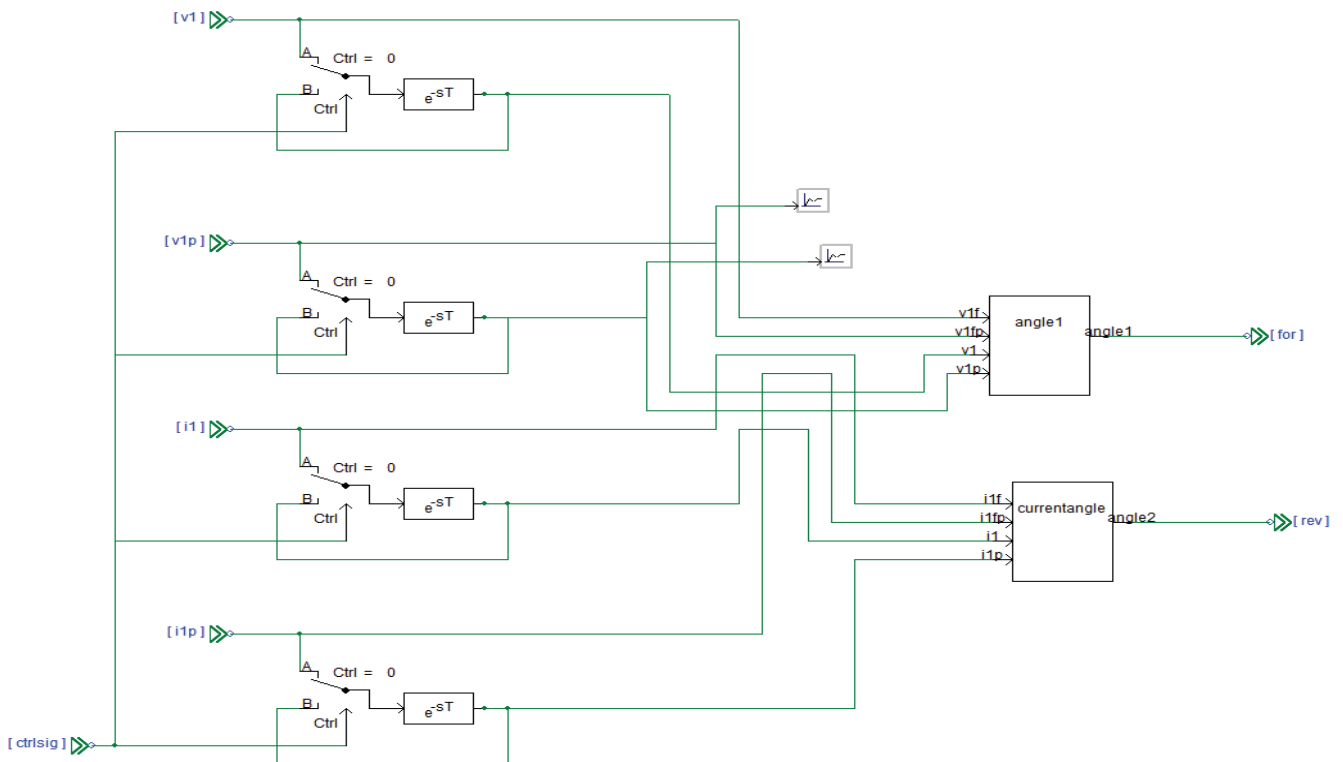 [ v1 ]
A
Ctrl = 0
B
Ctrl
e-sT
[ v1p ]
A
Ctrl = 0
B
Ctrl
e-sT
v1f
v1fp
v1
v1p
angle1
angle1
[ for ]
[ i1 ]
A
Ctrl = 0
B
Ctrl
e-sT
i1f
i1fp
i1
i1p
currentangle
angle2
[ rev ]
[ i1p ]
A
Ctrl = 0
B
Ctrl
e-sT
[ ctrlsig ]